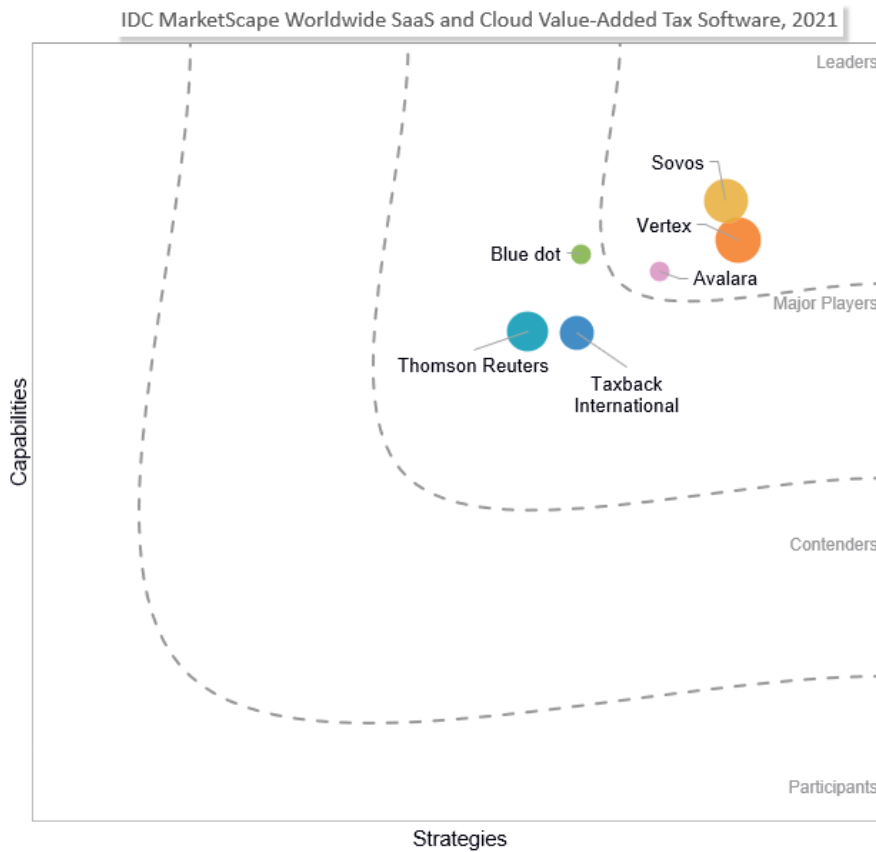 IDC MarketScape Worldwide SaaS and Cloud Value-Added Tax Software, 2021
Leaders
Sovos
Vertex
Blue dot
Avalara
Major Players
Thomson Reuters
Taxback
International
Capabilities
Contenders
Participants
Strategies